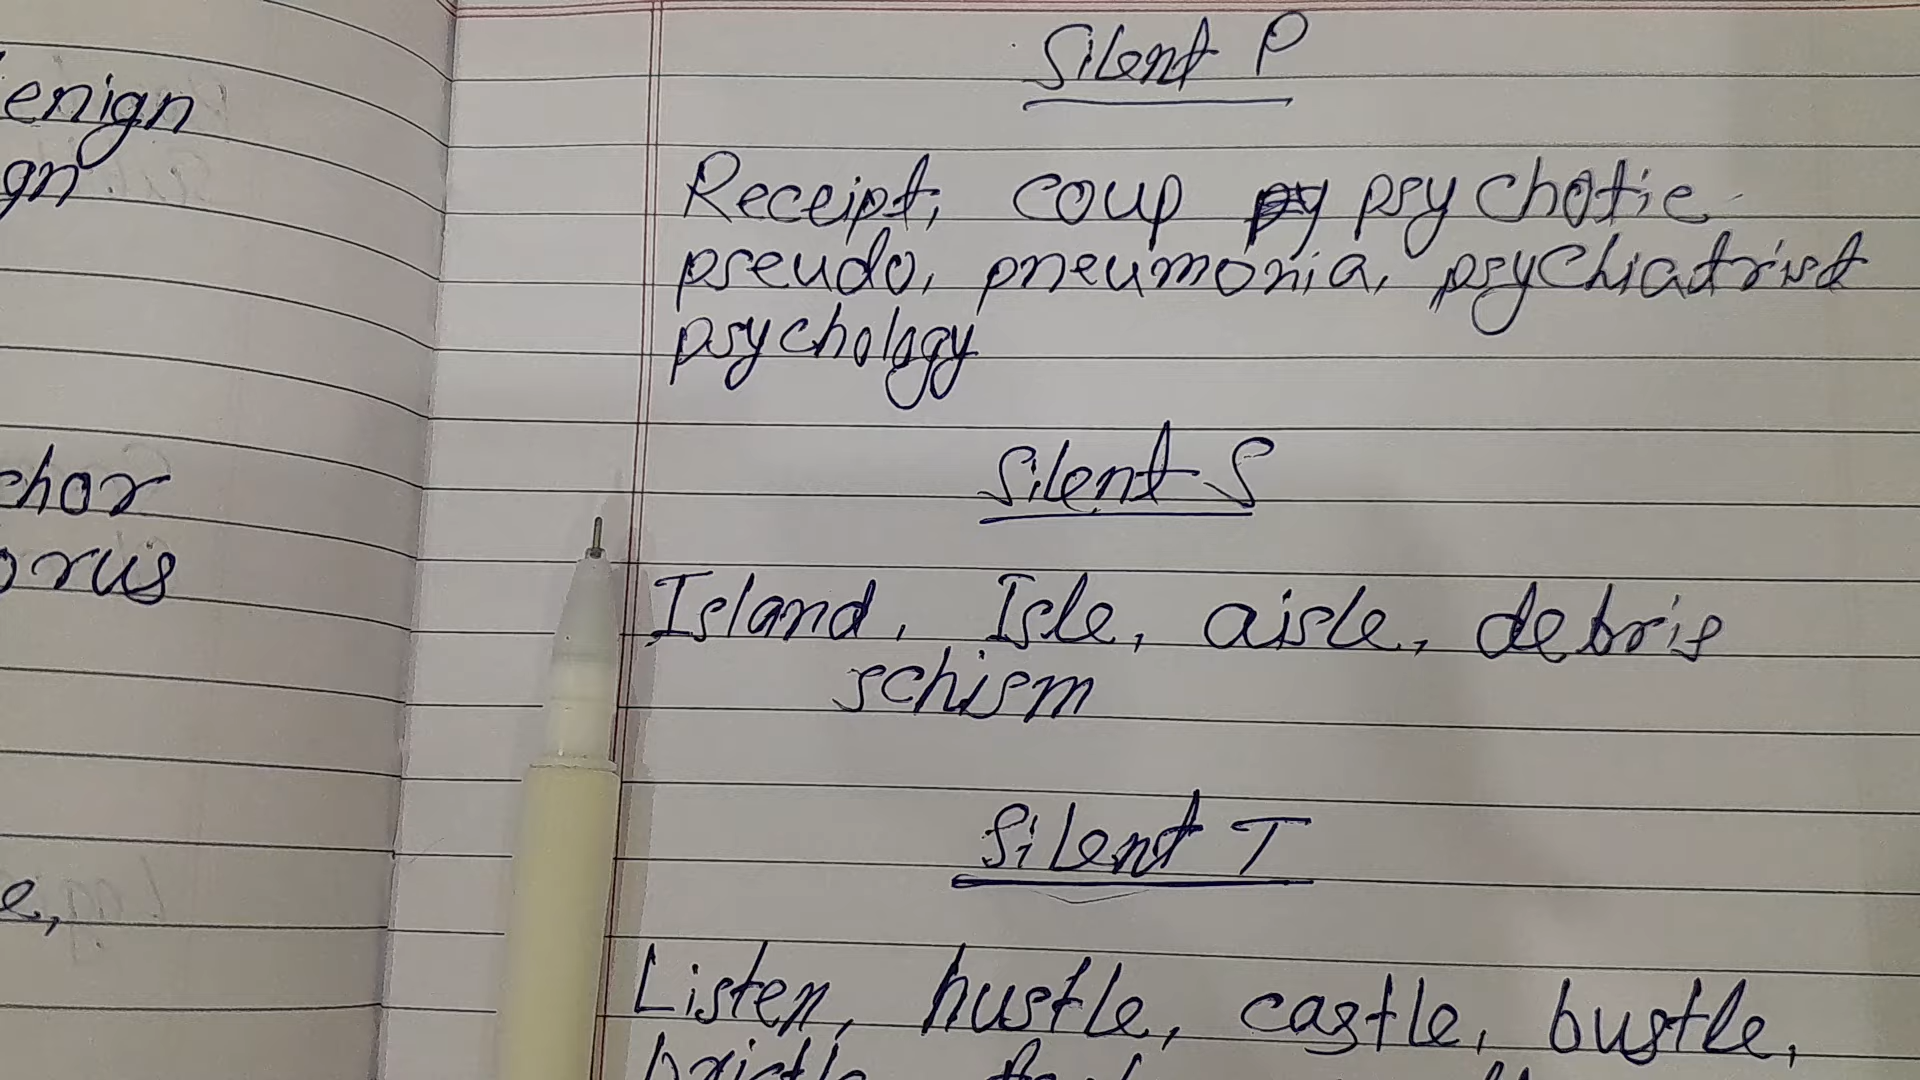 enign
gn
chor
orus
e,
Silent P
Receipt, coup psychotic
pseudo, pneumonia, psychiatrist
psychology
Silent S
Island, Isle, aisle, debris
schism
Silent T
Listen, hustle, castle, bustle,
bristle,